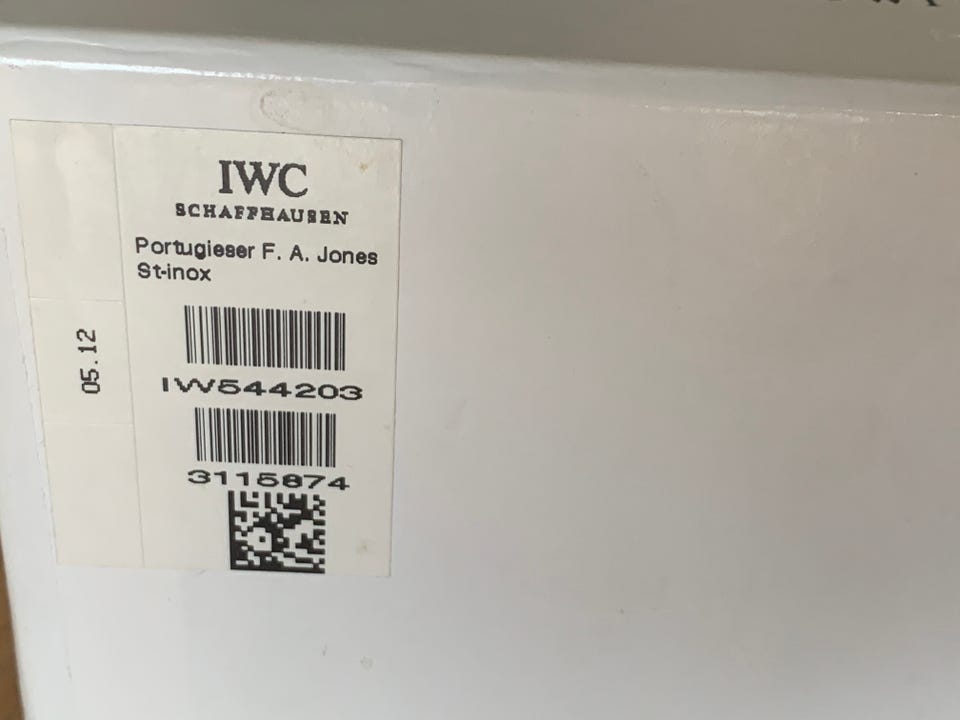 IWC
SCHAFFHAUSEN
Portugieser F. A. Jones
St-inox
IW544203
3115874
05.12